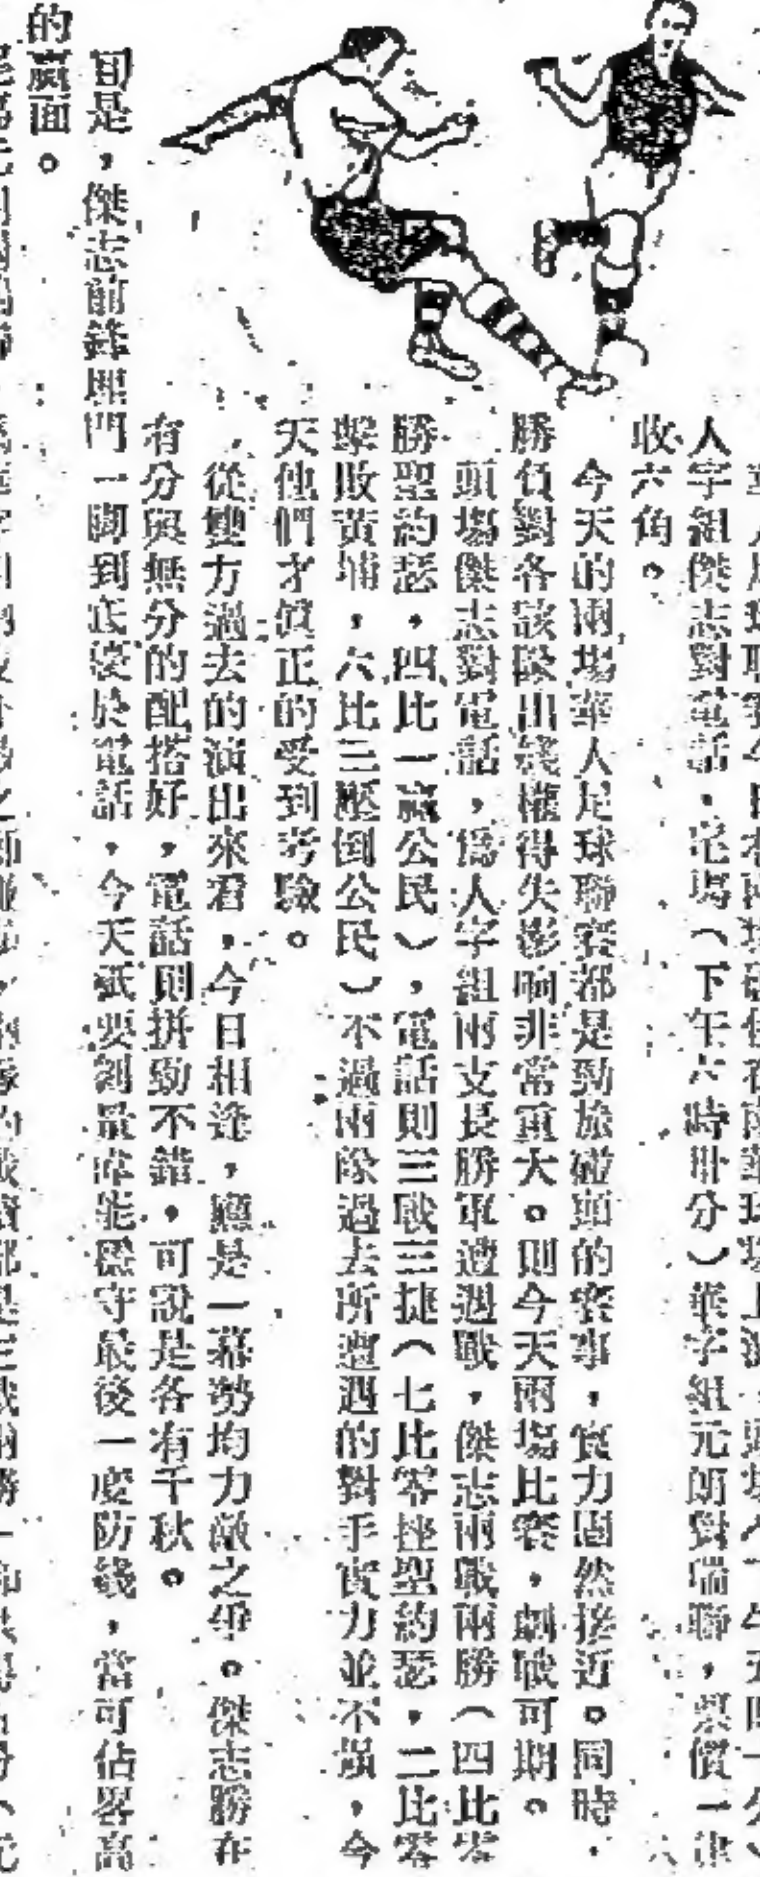 人字組傑志對電話，尾場（下午六時卅分）華字組元朗對瑞聯，票價一律
收六角。
今天的兩場華人足球聯賽都是勁旅碰頭的賽事，實力固然接近。同時，
勝負對各該隊出綫權得失影响非常重大。則今天兩場比賽，劇戰可期。
頭場傑志對電話，爲人字組兩支長勝軍遭遇戰，傑志兩戰兩勝（四比零
勝聖約瑟，四比一贏公民），電話則三戰三捷（七比零挫聖約瑟，二比零
擊敗黃埔，六比三壓倒公民）不過兩隊過去所遭遇的對手實力並不强，今
天他們才眞正的受到考驗。
從雙方過去的演出來看，今日相逢，應是一幕勢均力敵之爭。傑志勝在
有分與無分的配搭好，電話則拼勁不錯，可說是各有千秋。
但是，傑志前鋒埋門一脚到底優於電話，今天祇要劉最偉能緊守最後一度防綫，當可佔畧高
的贏面。